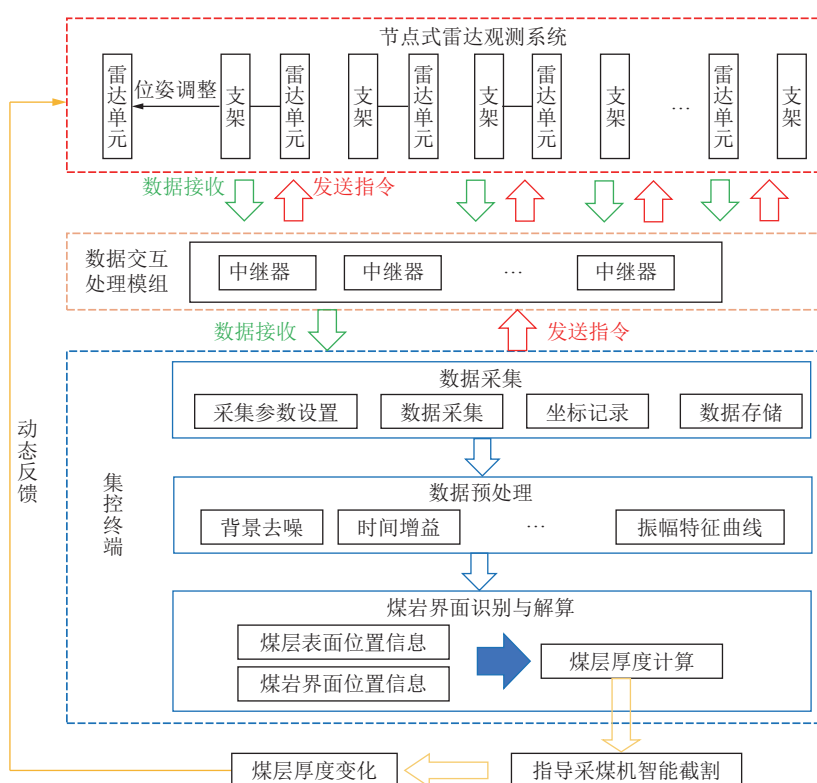 节点式雷达观测系统
雷达单元
位姿调整
支架
雷达单元
支架
雷达单元
支架
雷达单元
支架
…
雷达单元
支架
数据接收
发送指令
数据交互
处理模组
中继器
中继器
…
中继器
数据接收
发送指令
动态反馈
集控终端
数据采集
采集参数设置
数据采集
坐标记录
数据存储
数据预处理
背景去噪
时间增益
…
振幅特征曲线
煤岩界面识别与解算
煤层表面位置信息
煤岩界面位置信息
煤层厚度计算
煤层厚度变化
指导采煤机智能截割